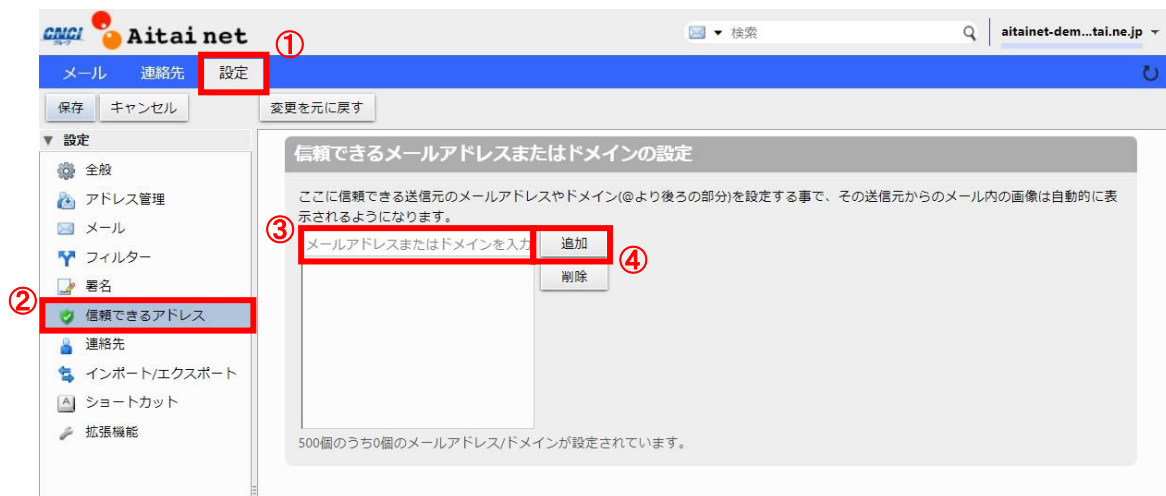 CNCI グループ Aitai net
検索
aitainet-dem...tai.ne.jp
①
メール 連絡先 設定
保存 キャンセル 変更を元に戻す
設定
全般
アドレス管理
メール
フィルター
署名
②
信頼できるアドレス
連絡先
インポート/エクスポート
ショートカット
拡張機能
信頼できるメールアドレスまたはドメインの設定
ここに信頼できる送信元のメールアドレスやドメイン(@より後ろの部分)を設定する事で、その送信元からのメール内の画像は自動的に表
示されるようになります。
③
メールアドレスまたはドメインを入力 追加
④
削除
500個のうち0個のメールアドレス/ドメインが設定されています。